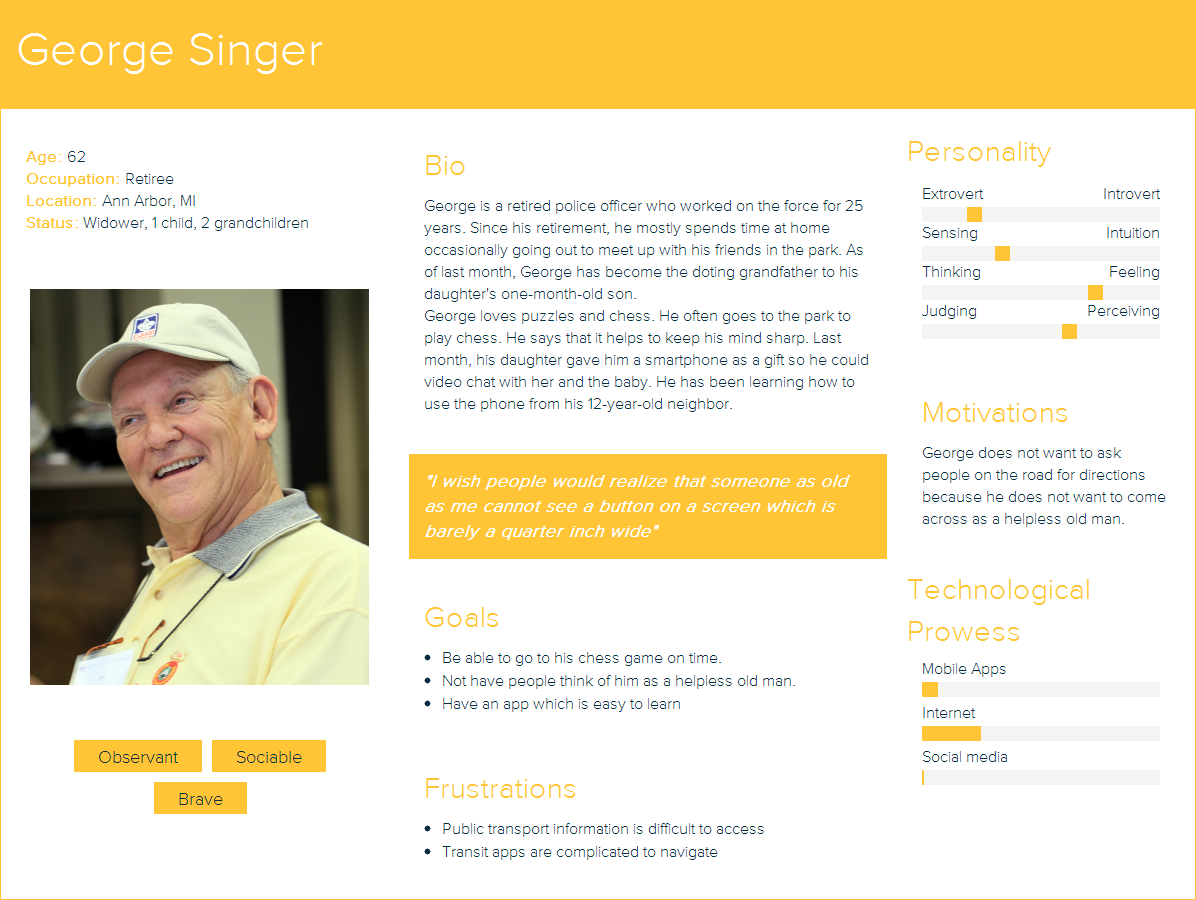 George Singer
Age: 62
Occupation: Retiree
Location: Ann Arbor, MI
Status: Widower, 1 child, 2 grandchildren
Observant
Sociable
Brave
Bio
George is a retired police officer who worked on the force for 25
years. Since his retirement, he mostly spends time at home
occasionally going out to meet up with his friends in the park. As
of last month, George has become the doting grandfather to his
daughter's one-month-old son.
George loves puzzles and chess. He often goes to the park to
play chess. He says that it helps to keep his mind sharp. Last
month, his daughter gave him a smartphone as a gift so he could
video chat with her and the baby. He has been learning how to
use the phone from his 12-year-old neighbor.
"I wish people would realize that someone as old
as me cannot see a button on a screen which is
barely a quarter inch wide"
Goals
• Be able to go to his chess game on time.
• Not have people think of him as a helpless old man.
• Have an app which is easy to learn
Frustrations
• Public transport information is difficult to access
• Transit apps are complicated to navigate
Personality
Extrovert Introvert
Sensing Intuition
Thinking Feeling
Judging Perceiving
Motivations
George does not want to ask
people on the road for directions
because he does not want to come
across as a helpless old man.
Technological
Prowess
Mobile Apps
Internet
Social media